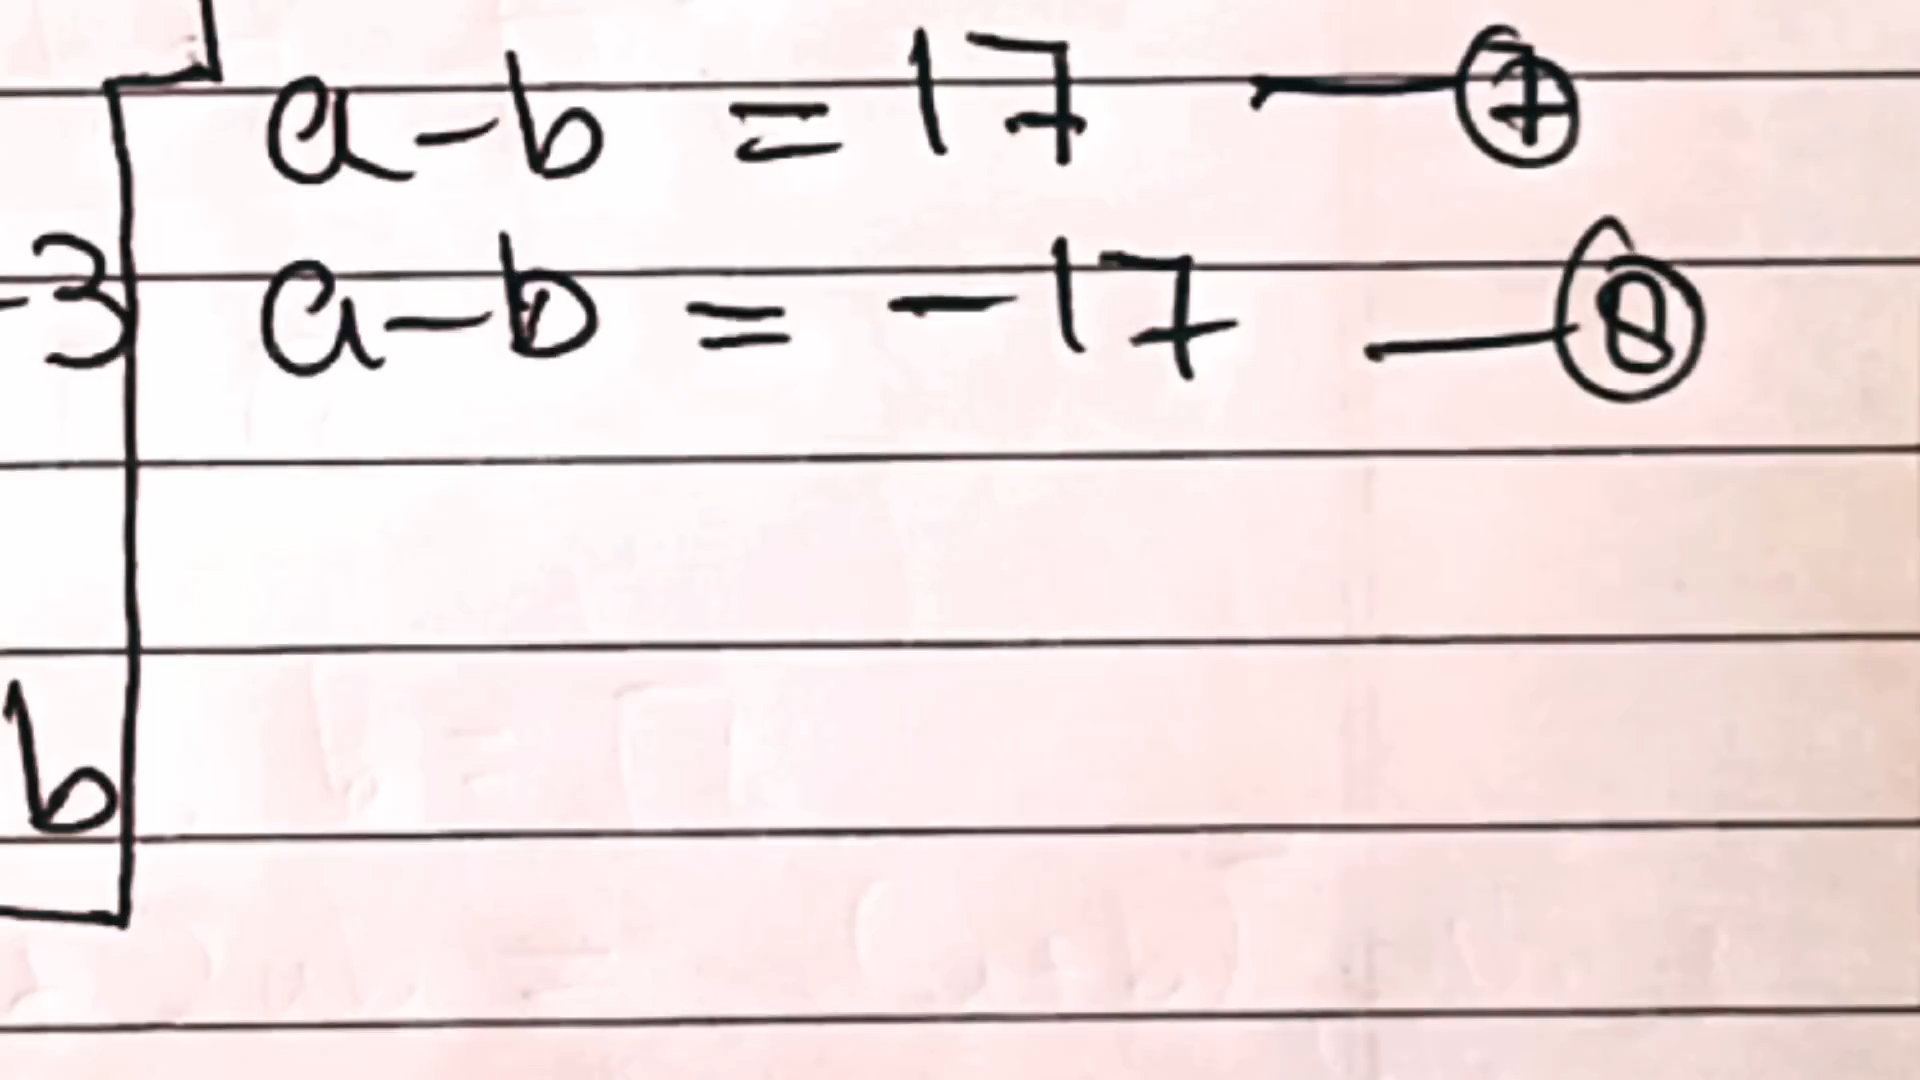 a-b = 17 — ⑦
-3 a-b = -17 — ⑧
b